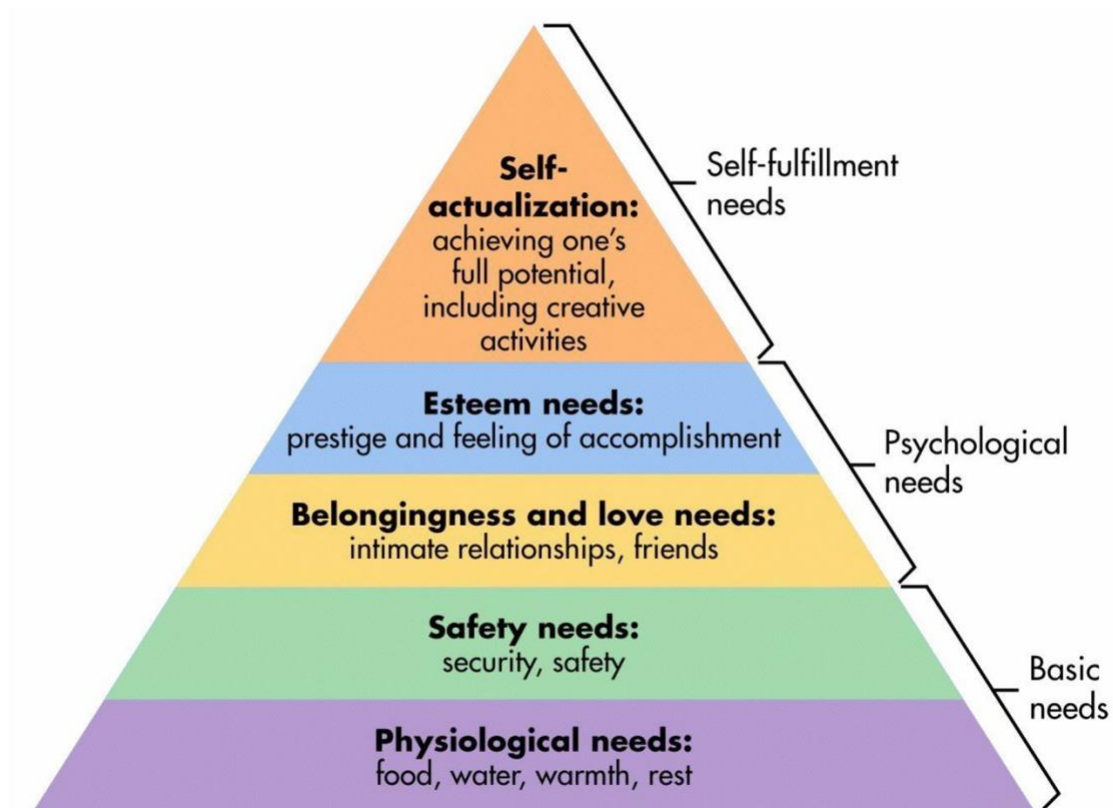 Self-
actualization:
achieving one's
full potential,
including creative
activities
Self-fulfillment
needs
Esteem needs:
prestige and feeling of accomplishment
Psychological
needs
Belongingness and love needs:
intimate relationships, friends
Safety needs:
security, safety
Basic
needs
Physiological needs:
food, water, warmth, rest